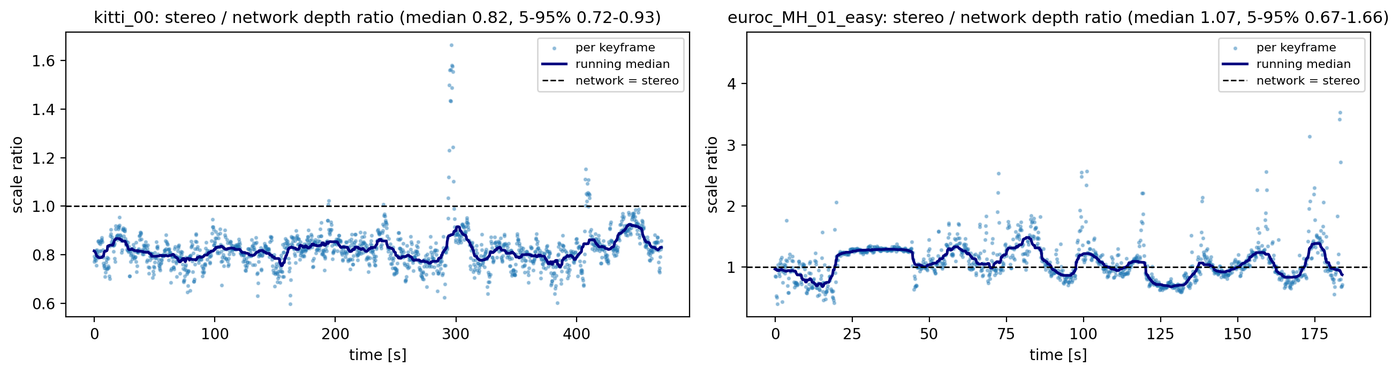 kitti_00: stereo / network depth ratio (median 0.82, 5-95% 0.72-0.93)
scale ratio
1.6
1.4
1.2
1.0
0.8
0.6
per keyframe
running median
network = stereo
0
100
200
300
400
time [s]
euroc_MH_01_easy: stereo / network depth ratio (median 1.07, 5-95% 0.67-1.66)
scale ratio
4
3
2
1
per keyframe
running median
network = stereo
0
25
50
75
100
125
150
175
time [s]